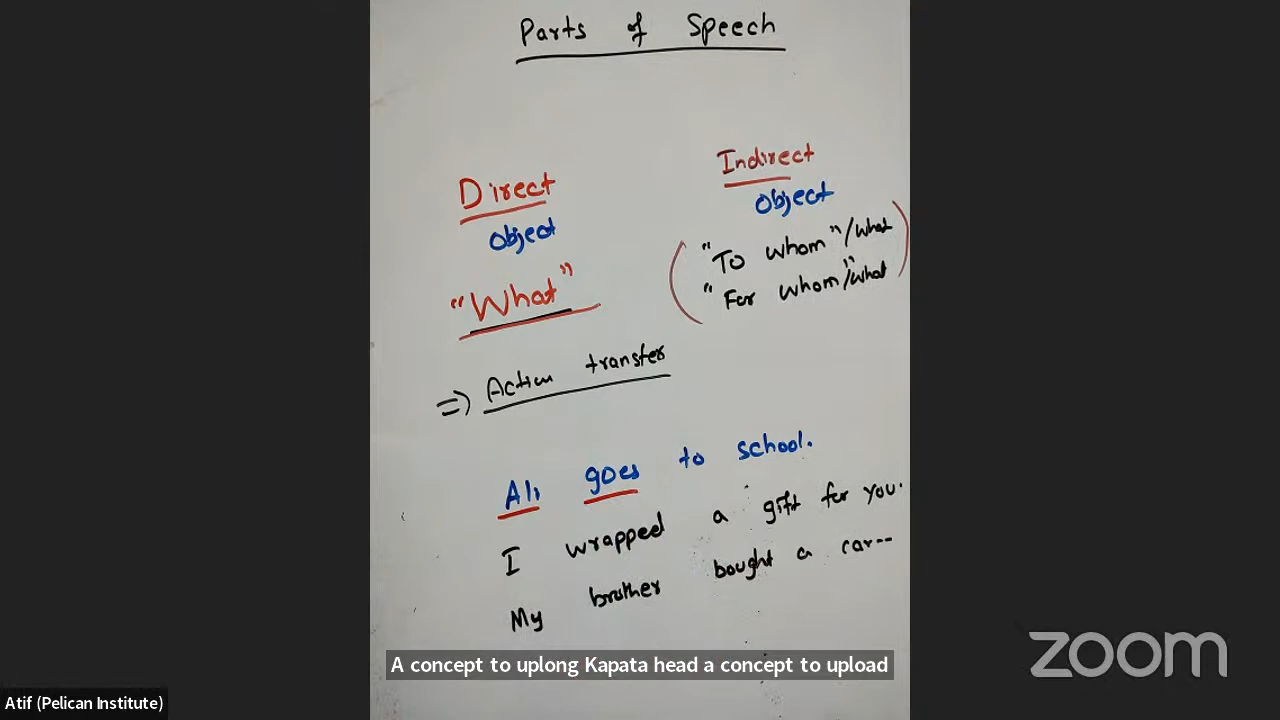 Parts of Speech
Direct
Object
"What"
Indirect
Object
("To whom"/what
"For whom"/what)
=> Action transfer
Ali goes to school.
I wrapped a gift for you.
My brother bought a car--
A concept to uplong Kapata head a concept to upload
zoom
Atif (Pelican Institute)